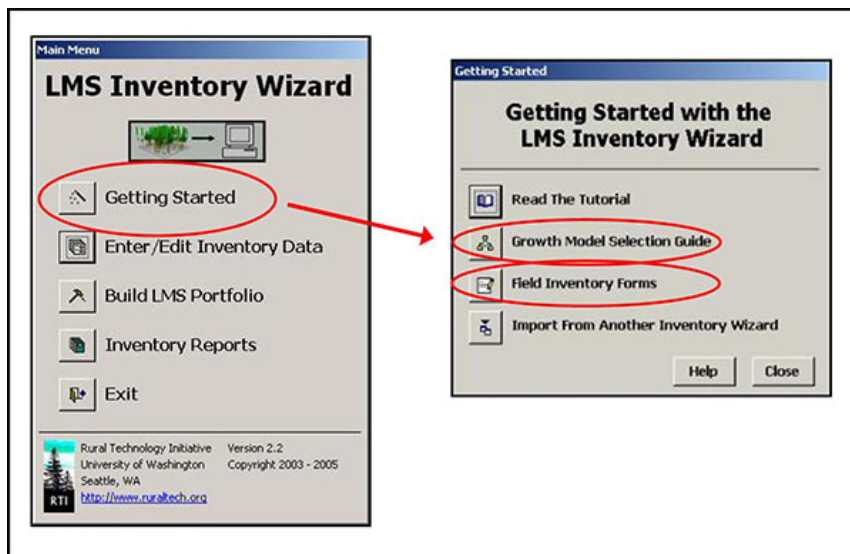 Main Menu
LMS Inventory Wizard
Getting Started
Enter/Edit Inventory Data
Build LMS Portfolio
Inventory Reports
Exit
Rural Technology Initiative Version 2.2
University of Washington Copyright 2003 - 2005
Seattle, WA
http://www.ruraltech.org
RTI
Getting Started
Getting Started with the
LMS Inventory Wizard
Read The Tutorial
Growth Model Selection Guide
Field Inventory Forms
Import From Another Inventory Wizard
Help Close